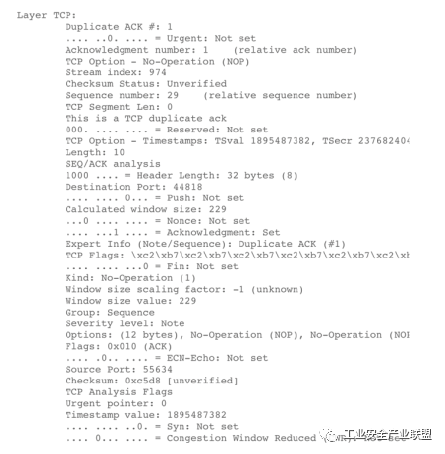 Layer TCP:
Duplicate ACK #: 1
.... ..0. .... = Urgent: Not set
Acknowledgment number: 1 (relative ack number)
TCP Option - No-Operation (NOP)
Stream index: 974
Checksum Status: Unverified
Sequence number: 29 (relative sequence number)
TCP Segment Len: 0
This is a TCP duplicate ack
000. .... .... = Reserved: Not set
TCP Option - Timestamps: TSval 1895487382, TSecr 237682404
Length: 10
SEQ/ACK analysis
1000 .... = Header Length: 32 bytes (8)
Destination Port: 44818
.... .... 0... = Push: Not set
Calculated window size: 229
...0 .... .... = Nonce: Not set
.... ...1 .... = Acknowledgment: Set
Expert Info (Note/Sequence): Duplicate ACK (#1)
TCP Flags: \xc2\xb7\xc2\xb7\xc2\xb7\xc2\xb7\xc2\xb7\xc2\xb7\xc2\xb
.... .... ...0 = Fin: Not set
Kind: No-Operation (1)
Window size scaling factor: -1 (unknown)
Window size value: 229
Group: Sequence
Severity level: Note
Options: (12 bytes), No-Operation (NOP), No-Operation (NOP
Flags: 0x010 (ACK)
.... .0.. .... = ECN-Echo: Not set
Source Port: 55634
Checksum: 0xc5d8 [unverified]
TCP Analysis Flags
Urgent pointer: 0
Timestamp value: 1895487382
.... .... ..0. = Syn: Not set
.... 0... .... = Congestion Window Reduced
工业安全产业联盟